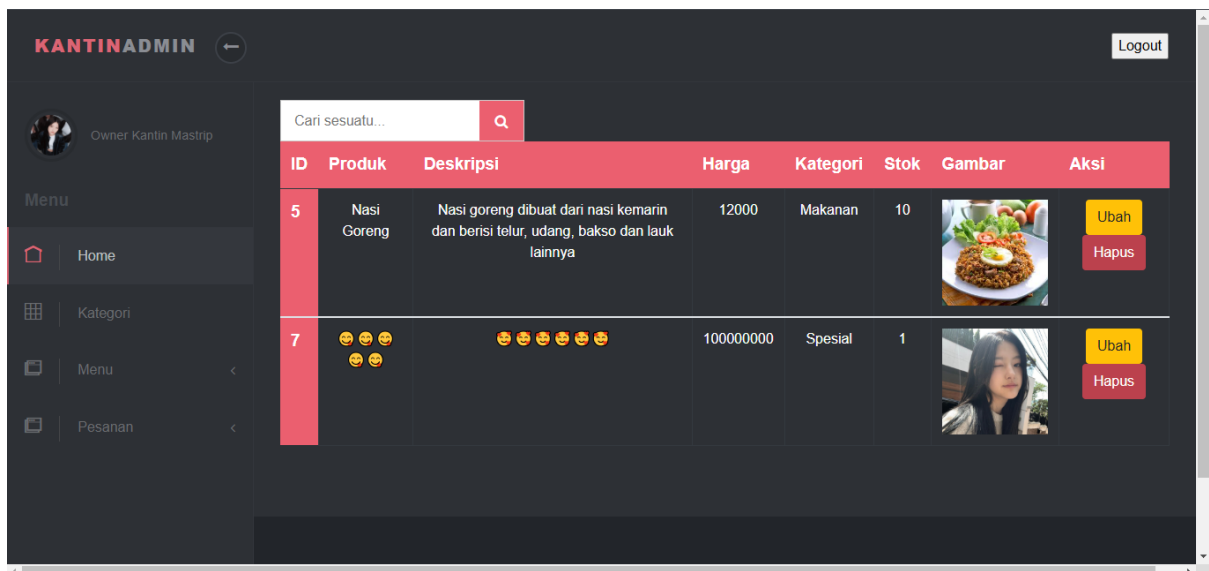 KANTINADMIN
Logout
Owner Kantin Mastrip
Cari sesuatu...
ID Produk Deskripsi Harga Kategori Stok Gambar Aksi
Menu
Home
Kategori
Menu
Pesanan
5 Nasi Goreng dibuat dari nasi kemarin 12000 Makanan 10 Ubah
Goreng dan berisi telur, udang, bakso dan lauk Hapus
lainnya
7 😋😋😋 🥰🥰🥰🥰🥰🥰 100000000 Spesial 1 Ubah
😋😋 Hapus